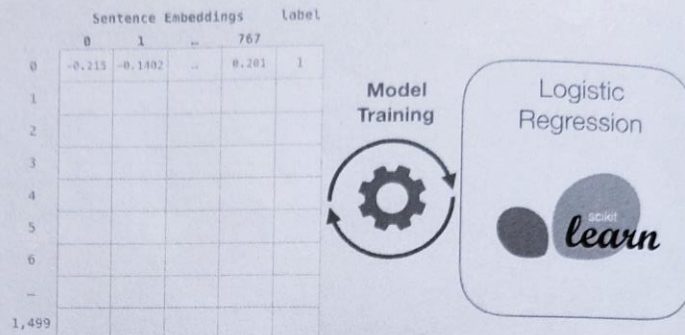 Sentence Embeddings Label
0 1 … 767
0 -0.215 -0.1402 … 0.201 1
1
2
3
4
5
6
…
1,499
Model
Training
Logistic
Regression
scikit
learn